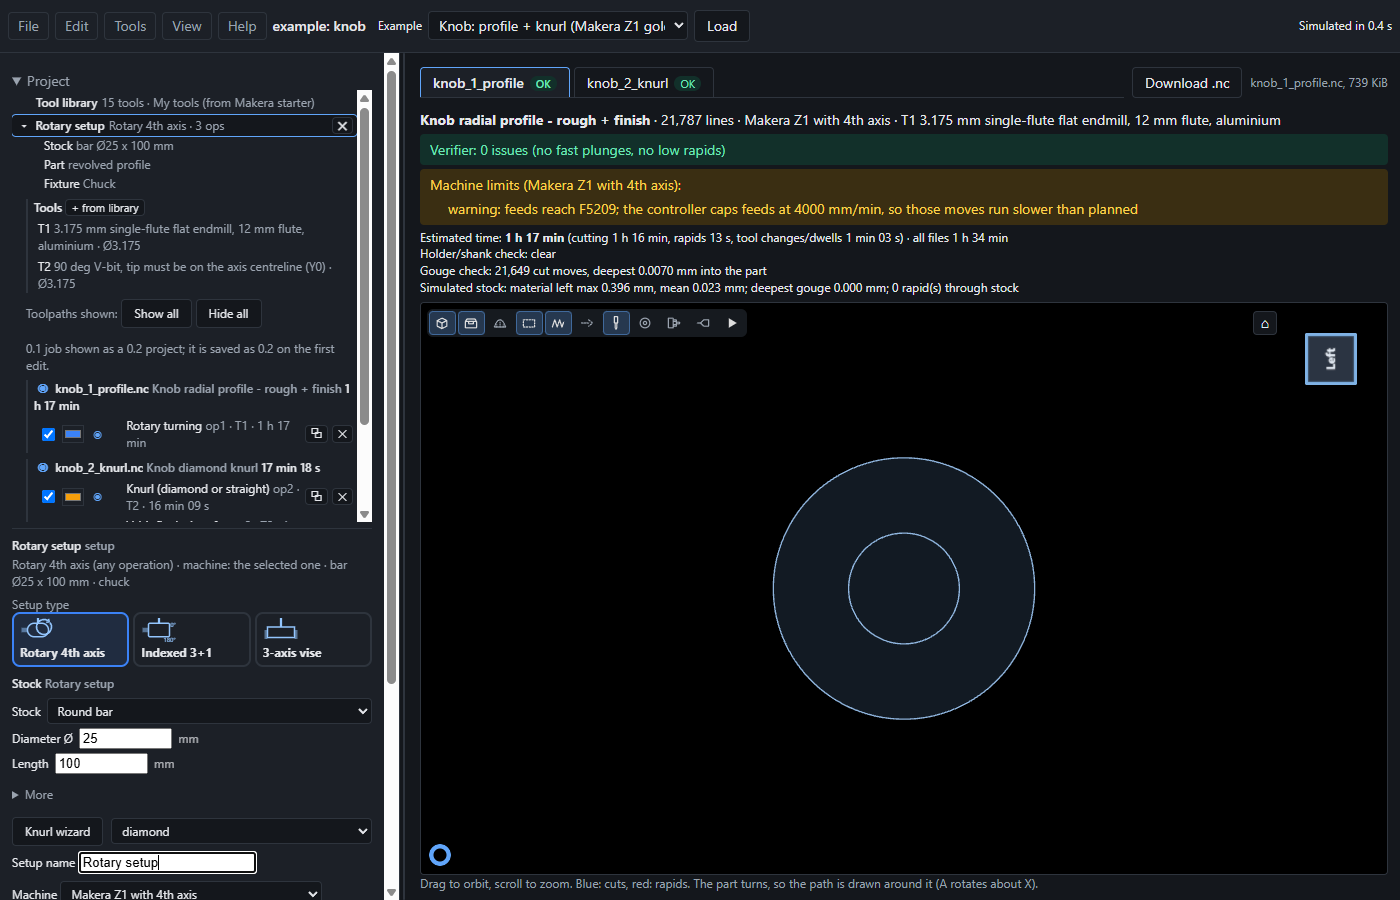 File Edit Tools View Help example: knob Example Knob: profile + knurl (Makera Z1 gol Load Simulated in 0.4 s
Project
Tool library 15 tools · My tools (from Makera starter)
Rotary setup Rotary 4th axis · 3 ops
Stock bar Ø25 x 100 mm
Part revolved profile
Fixture Chuck
Tools + from library
T1 3.175 mm single-flute flat endmill, 12 mm flute,
aluminium · Ø3.175
T2 90 deg V-bit, tip must be on the axis centreline (Y0) ·
Ø3.175
Toolpaths shown: Show all Hide all
0.1 job shown as a 0.2 project; it is saved as 0.2 on the first
edit.
knob_1_profile.nc Knob radial profile - rough + finish 1
h 17 min
Rotary turning op1 · T1 · 1 h 17
min
knob_2_knurl.nc Knob diamond knurl 17 min 18 s
Knurl (diamond or straight) op2 ·
T2 · 16 min 09 s
Rotary setup setup
Rotary 4th axis (any operation) · machine: the selected one · bar
Ø25 x 100 mm · chuck
Setup type
Rotary 4th axis Indexed 3+1 3-axis vise
Stock Rotary setup
Stock Round bar
Diameter Ø 25 mm
Length 100 mm
More
Knurl wizard diamond
Setup name Rotary setup
Machine Makera Z1 with 4th axis
knob_1_profile OK knob_2_knurl OK Download .nc knob_1_profile.nc, 739 KiB
Knob radial profile - rough + finish · 21,787 lines · Makera Z1 with 4th axis · T1 3.175 mm single-flute flat endmill, 12 mm flute, aluminium
Verifier: 0 issues (no fast plunges, no low rapids)
Machine limits (Makera Z1 with 4th axis):
warning: feeds reach F5209; the controller caps feeds at 4000 mm/min, so those moves run slower than planned
Estimated time: 1 h 17 min (cutting 1 h 16 min, rapids 13 s, tool changes/dwells 1 min 03 s) · all files 1 h 34 min
Holder/shank check: clear
Gouge check: 21,649 cut moves, deepest 0.0070 mm into the part
Simulated stock: material left max 0.396 mm, mean 0.023 mm; deepest gouge 0.000 mm; 0 rapid(s) through stock
Left
Drag to orbit, scroll to zoom. Blue: cuts, red: rapids. The part turns, so the path is drawn around it (A rotates about X).